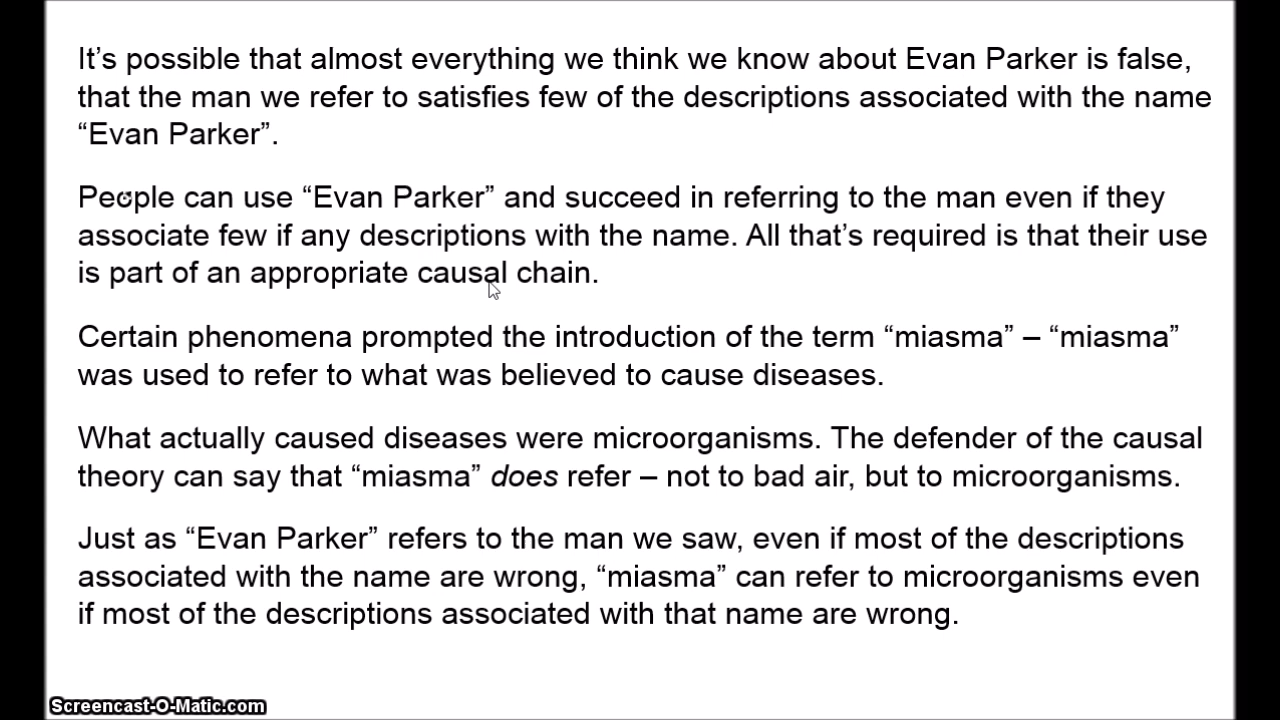 It’s possible that almost everything we think we know about Evan Parker is false,
that the man we refer to satisfies few of the descriptions associated with the name
“Evan Parker”.
People can use “Evan Parker” and succeed in referring to the man even if they
associate few if any descriptions with the name. All that’s required is that their use
is part of an appropriate causal chain.
Certain phenomena prompted the introduction of the term “miasma” – “miasma”
was used to refer to what was believed to cause diseases.
What actually caused diseases were microorganisms. The defender of the causal
theory can say that “miasma” does refer – not to bad air, but to microorganisms.
Just as “Evan Parker” refers to the man we saw, even if most of the descriptions
associated with the name are wrong, “miasma” can refer to microorganisms even
if most of the descriptions associated with that name are wrong.
Screencast-O-Matic.com